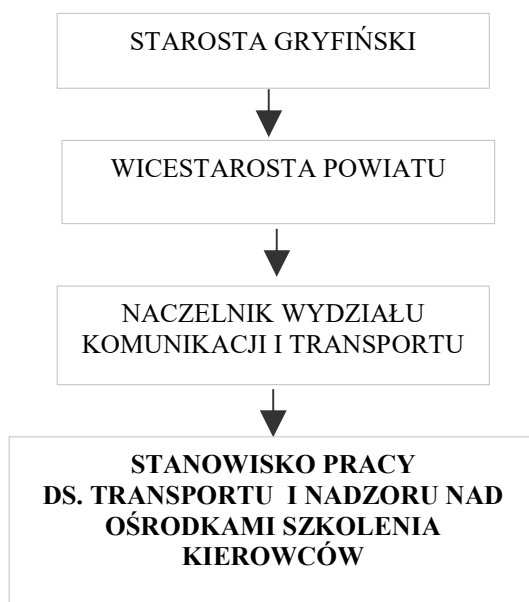 STAROSTA GRYFIŃSKI
WICESTAROSTA POWIATU
NACZELNIK WYDZIAŁU
KOMUNIKACJI I TRANSPORTU
STANOWISKO PRACY
DS. TRANSPORTU I NADZORU NAD
OŚRODKAMI SZKOLENIA
KIEROWCÓW